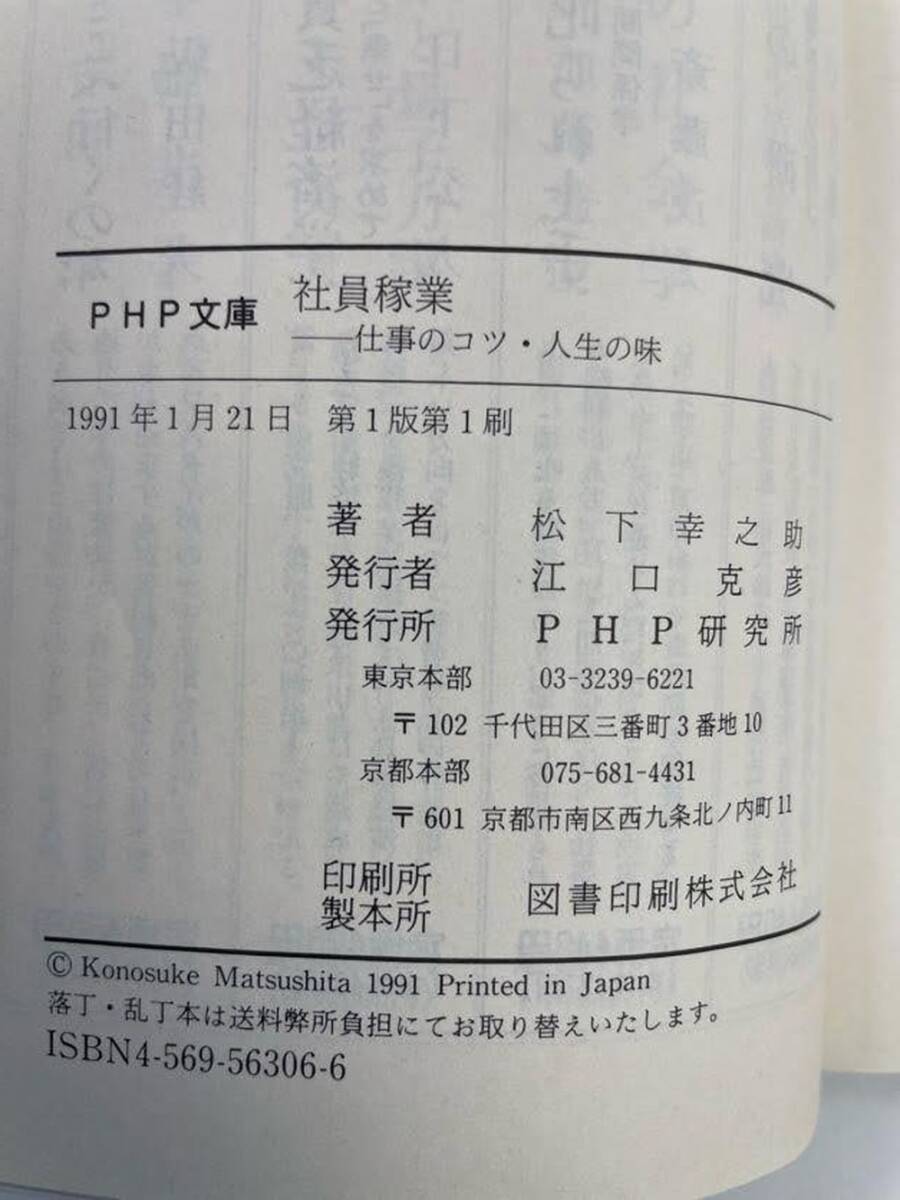 PHP文庫 社員稼業
――仕事のコツ・人生の味
1991年1月21日 第1版第1刷
著者 松下幸之助
発行者 江口克彦
発行所 PHP研究所
東京本部 03-3239-6221
〒102 千代田区三番町3番地10
京都本部 075-681-4431
〒601 京都市南区西九条北ノ内町11
印刷所
製本所 図書印刷株式会社
© Konosuke Matsushita 1991 Printed in Japan
落丁・乱丁本は送料弊所負担にてお取り替えいたします。
ISBN4-569-56306-6